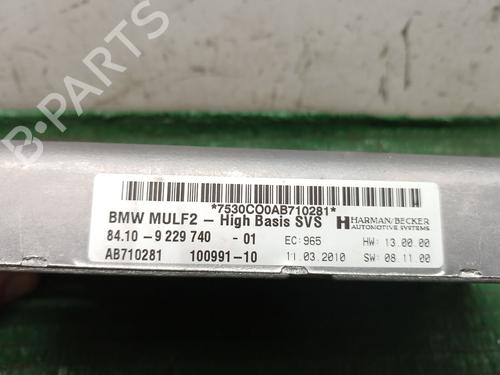 B-PARTS
*7530CO0AB710281*
BMW MULF2 – High Basis SVS
HARMAN/BECKER
AUTOMOTIVE SYSTEMS
84.10 - 9 229 740 - 01
EC: 965
HW: 13.00.00
AB710281 100991-10
11.03.2010
SW: 08.11.00